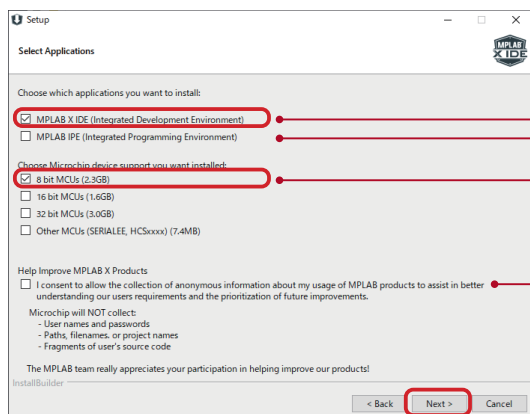 Setup
Select Applications
MPLAB
X IDE
Choose which applications you want to install:
MPLAB X IDE (Integrated Development Environment)
MPLAB IPE (Integrated Programming Environment)
Choose Microchip device support you want installed:
8 bit MCUs (2.3GB)
16 bit MCUs (1.6GB)
32 bit MCUs (3.0GB)
Other MCUs (SERIALEE, HCSxxxx) (7.4MB)
Help Improve MPLAB X Products
I consent to allow the collection of anonymous information about my usage of MPLAB products to assist in better
understanding our users requirements and the prioritization of future improvements.
Microchip will NOT collect:
- User names and passwords
- Paths, filenames. or project names
- Fragments of user's source code
The MPLAB team really appreciates your participation in helping improve our products!
InstallBuilder
< Back Next > Cancel